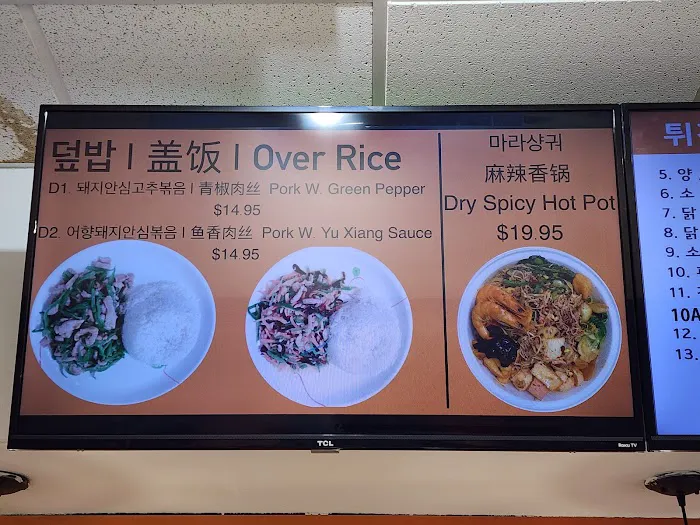 덮밥 | 盖饭 | Over Rice
D1. 돼지안심고추볶음 | 青椒肉丝 Pork W. Green Pepper
$14.95
D2. 어향돼지안심볶음 | 鱼香肉丝 Pork W. Yu Xiang Sauce
$14.95
마라샹궈
麻辣香锅
Dry Spicy Hot Pot
$19.95
튀
5. 양
6. 소
7. 닭
8. 닭
9. 소
10.
11.
10A
12.
13.
TCL
Roku TV